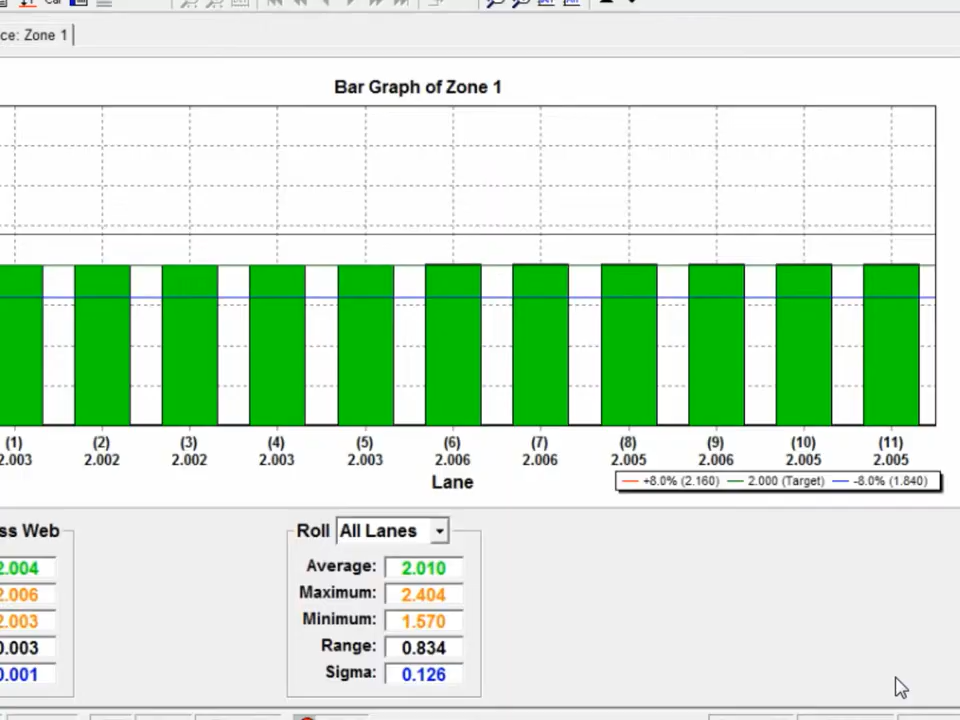 ce: Zone 1
Bar Graph of Zone 1
(1) (2) (3) (4) (5) (6) (7) (8) (9) (10) (11)
2.003 2.002 2.002 2.003 2.003 2.006 2.006 2.005 2.006 2.005 2.005
Lane
+8.0% (2.160) 2.000 (Target) -8.0% (1.840)
ss Web
Roll All Lanes
2.004
2.006
2.003
0.003
0.001
Average: 2.010
Maximum: 2.404
Minimum: 1.570
Range: 0.834
Sigma: 0.126